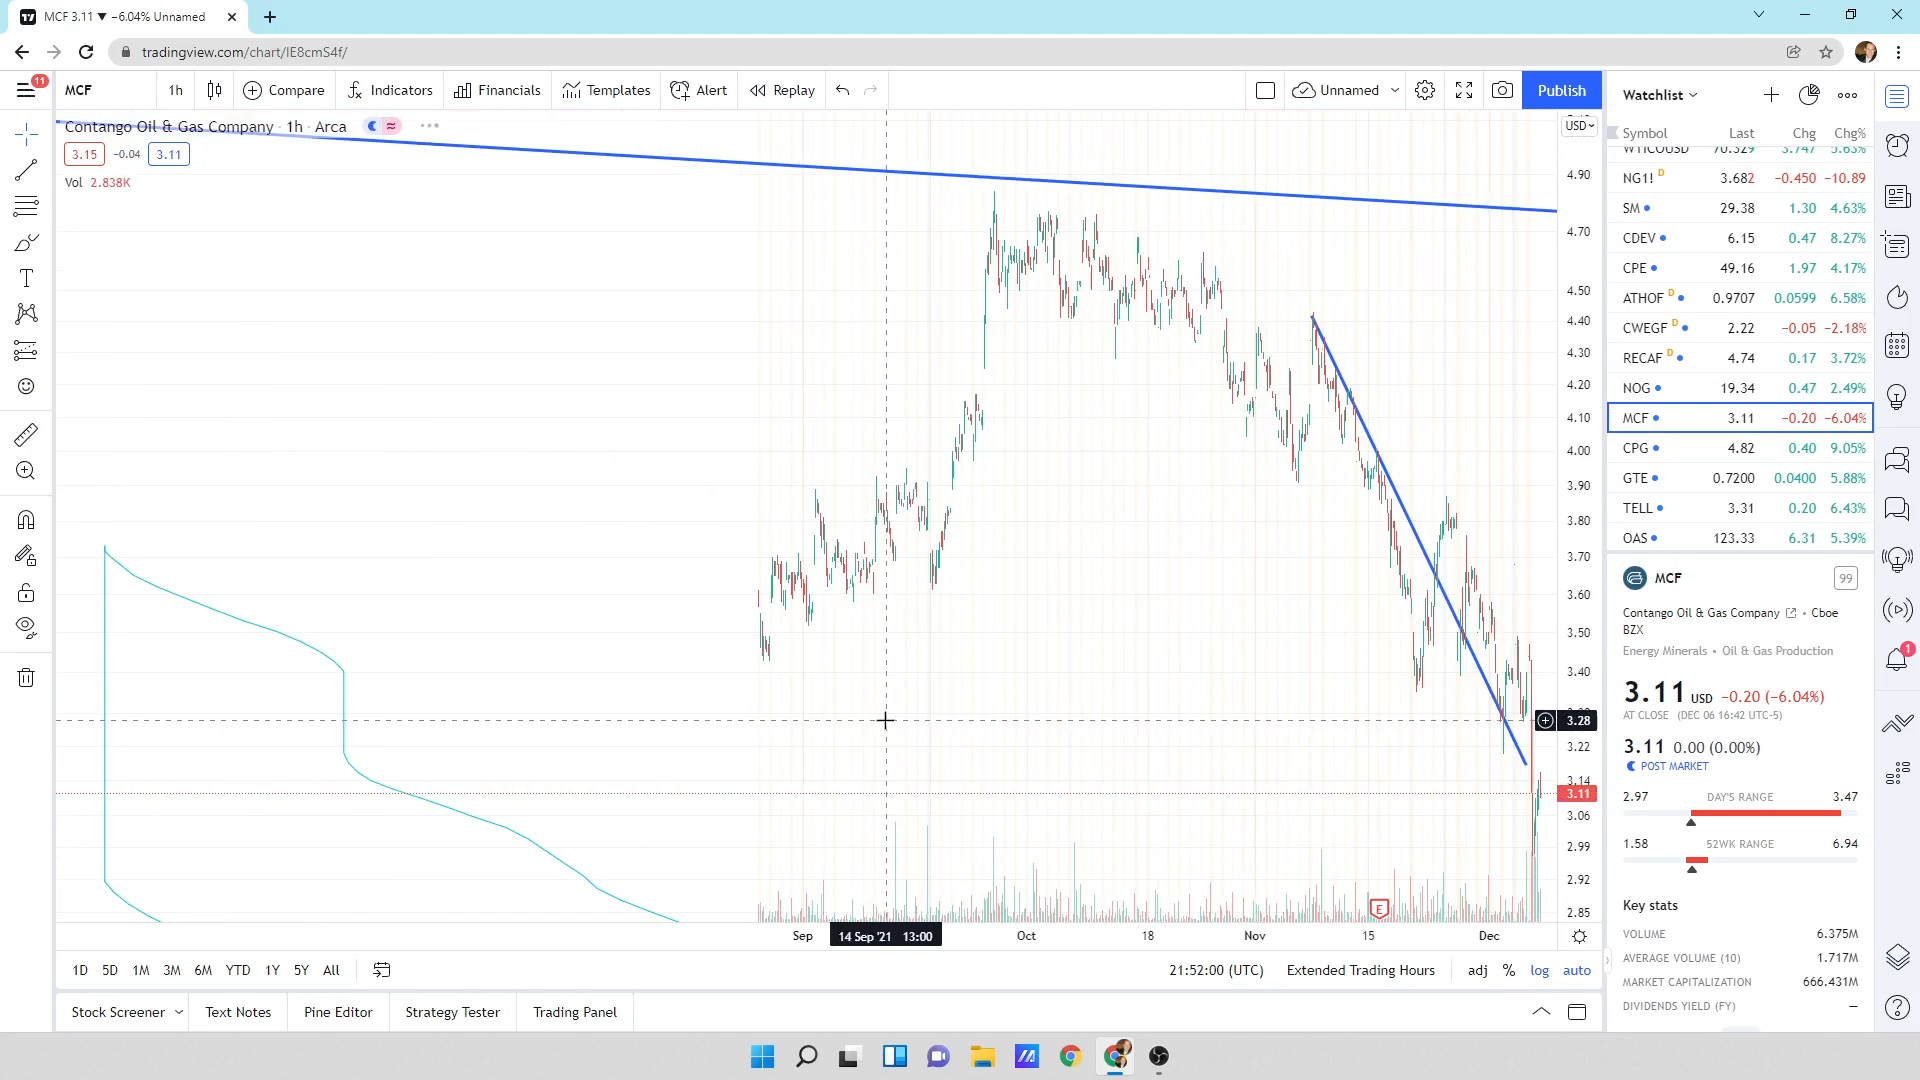 MCF 3.11 ▼ −6.04% Unnamed
tradingview.com/chart/IE8cmS4f/
11
MCF 1h Compare Indicators Financials Templates Alert Replay Unnamed Publish
Contango Oil & Gas Company · 1h · Arca
3.15 −0.04 3.11
Vol 2.838K
USD
4.90
4.70
4.50
4.40
4.30
4.20
4.10
4.00
3.90
3.80
3.70
3.60
3.50
3.40
3.28
3.22
3.14
3.11
3.06
2.99
2.92
2.85
E
Sep 14 Sep '21 13:00 Oct 18 Nov 15 Dec
1D 5D 1M 3M 6M YTD 1Y 5Y All 21:52:00 (UTC) Extended Trading Hours adj % log auto
Stock Screener Text Notes Pine Editor Strategy Tester Trading Panel
Watchlist
Symbol Last Chg Chg%
WTICOUSD 70.329 3.747 5.63%
NG1! D 3.682 −0.450 −10.89
SM 29.38 1.30 4.63%
CDEV 6.15 0.47 8.27%
CPE 49.16 1.97 4.17%
ATHOF D 0.9707 0.0599 6.58%
CWEGF D 2.22 −0.05 −2.18%
RECAF D 4.74 0.17 3.72%
NOG 19.34 0.47 2.49%
MCF 3.11 −0.20 −6.04%
CPG 4.82 0.40 9.05%
GTE 0.7200 0.0400 5.88%
TELL 3.31 0.20 6.43%
OAS 123.33 6.31 5.39%
MCF 99
Contango Oil & Gas Company • Cboe
BZX
Energy Minerals • Oil & Gas Production
3.11 USD −0.20 (−6.04%)
AT CLOSE (DEC 06 16:42 UTC-5)
3.11 0.00 (0.00%)
POST MARKET
2.97 DAY'S RANGE 3.47
1.58 52WK RANGE 6.94
Key stats
VOLUME 6.375M
AVERAGE VOLUME (10) 1.717M
MARKET CAPITALIZATION 666.431M
DIVIDENDS YIELD (FY) —
1